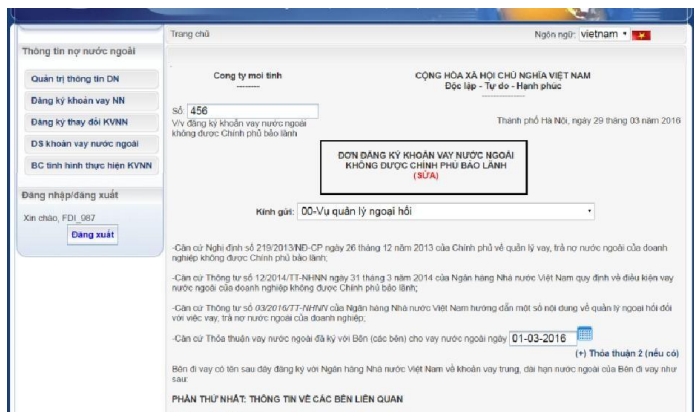 Trang chủ
Ngôn ngữ: vietnam
Thông tin nợ nước ngoài
Quản trị thông tin DN
Đăng ký khoản vay NN
Đăng ký thay đổi KVNN
DS khoản vay nước ngoài
BC tình hình thực hiện KVNN
Đăng nhập/đăng xuất
Xin chào, FDI_987
Đăng xuất
Cong ty moi tinh
--------
CỘNG HÒA XÃ HỘI CHỦ NGHĨA VIỆT NAM
Độc lập - Tự do - Hạnh phúc
Số: 456
V/v đăng ký khoản vay nước ngoài
không được Chính phủ bảo lãnh
Thành phố Hà Nội, ngày 29 tháng 03 năm 2016
ĐƠN ĐĂNG KÝ KHOẢN VAY NƯỚC NGOÀI
KHÔNG ĐƯỢC CHÍNH PHỦ BẢO LÃNH
(SỬA)
Kính gửi: 00-Vụ quản lý ngoại hối
-Căn cứ Nghị định số 219/2013/NĐ-CP ngày 26 tháng 12 năm 2013 của Chính phủ về quản lý vay, trả nợ nước ngoài của doanh
nghiệp không được Chính phủ bảo lãnh;
-Căn cứ Thông tư số 12/2014/TT-NHNN ngày 31 tháng 3 năm 2014 của Ngân hàng Nhà nước Việt Nam quy định về điều kiện vay
nước ngoài của doanh nghiệp không được Chính phủ bảo lãnh;
-Căn cứ Thông tư số 03/2016/TT-NHNN của Ngân hàng Nhà nước Việt Nam hướng dẫn một số nội dung về quản lý ngoại hối đối
với việc vay, trả nợ nước ngoài của doanh nghiệp;
-Căn cứ Thỏa thuận vay nước ngoài đã ký với Bên (các bên) cho vay nước ngoài ngày 01-03-2016
(+) Thỏa thuận 2 (nếu có)
Bên đi vay có tên sau đây đăng ký với Ngân hàng Nhà nước Việt Nam về khoản vay trung, dài hạn nước ngoài của Bên đi vay như
sau:
PHẦN THỨ NHẤT: THÔNG TIN VỀ CÁC BÊN LIÊN QUAN